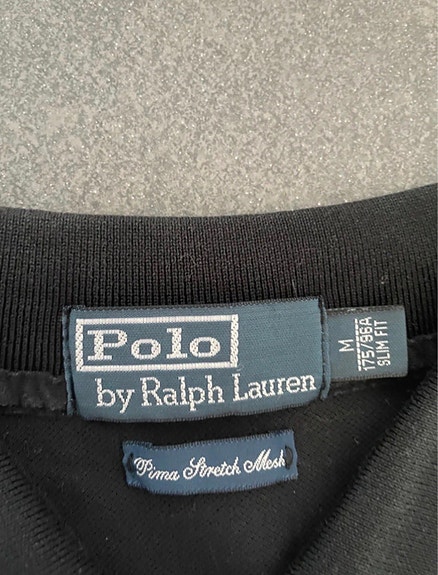 Polo
by Ralph Lauren
M
175/96A
SLIM FIT
Pima Stretch Mesh